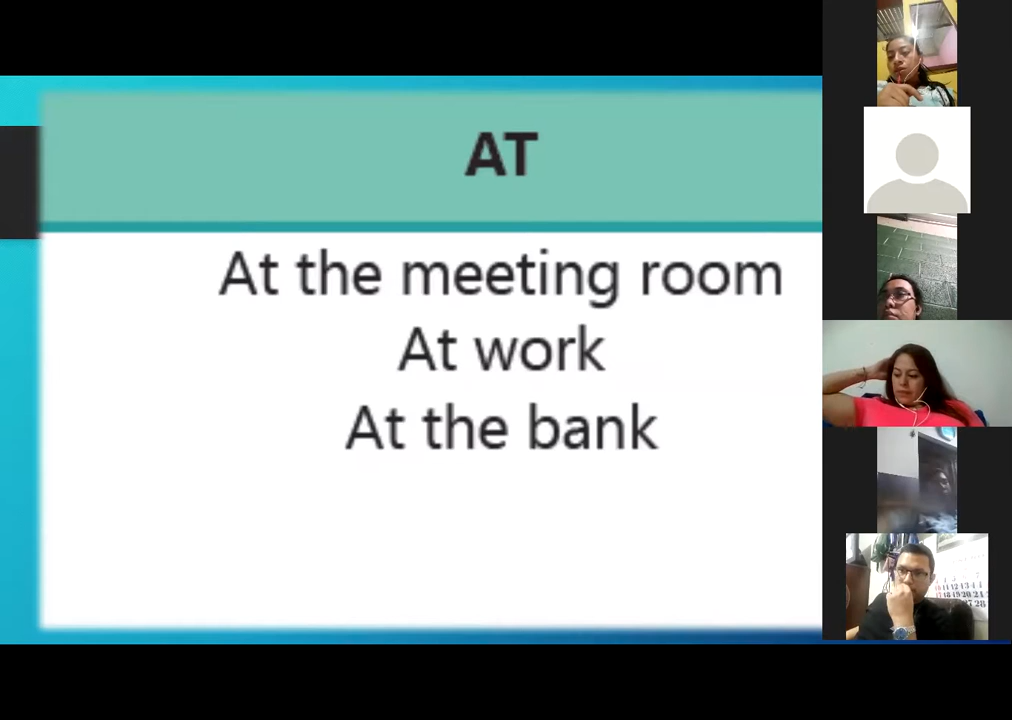 AT
At the meeting room
At work
At the bank